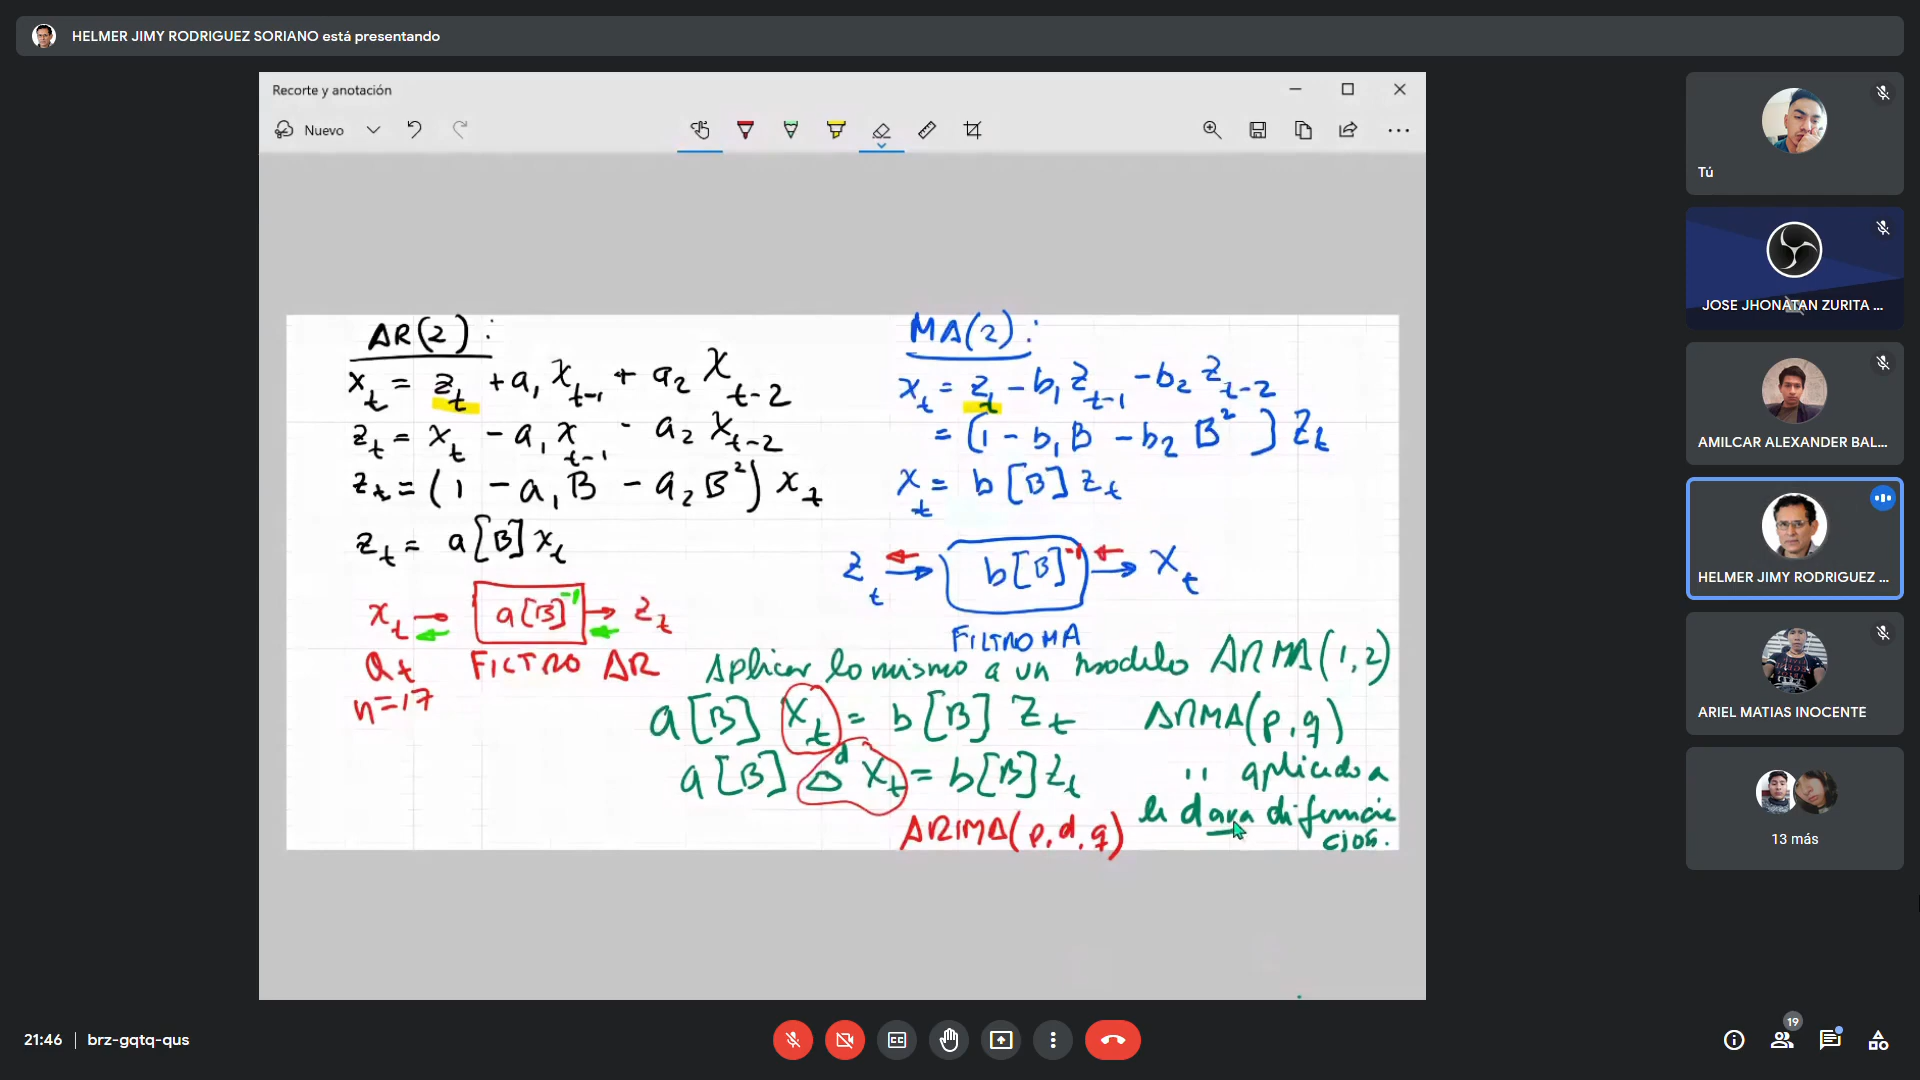 HELMER JIMY RODRIGUEZ SORIANO está presentando
Recorte y anotación
Nuevo
AR(2):
x_t = z_t + a_1 x_{t-1} + a_2 x_{t-2}
z_t = x_t - a_1 x_{t-1} - a_2 x_{t-2}
z_t = (1 - a_1 B - a_2 B^2) x_t
z_t = a[B] x_t
x_t → a[B]^{-1} → z_t
Q_t FILTRO AR
n=17
MA(2):
x_t = z_t - b_1 z_{t-1} - b_2 z_{t-2}
= (1 - b_1 B - b_2 B^2] z_t
x_t = b[B] z_t
z_t → b[B]^{-1} → x_t
FILTRO MA
Aplicar lo mismo a un modelo ARMA(1,2)
a[B] x_t = b[B] z_t ARMA(p,q)
a[B] Δ^d x_t = b[B] z_t " aplicado a
ARIMA(p,d,q)
Tú
JOSE JHONATAN ZURITA ...
AMILCAR ALEXANDER BAL...
HELMER JIMY RODRIGUEZ ...
ARIEL MATIAS INOCENTE
13 más
21:46 | brz-gqtq-qus
19